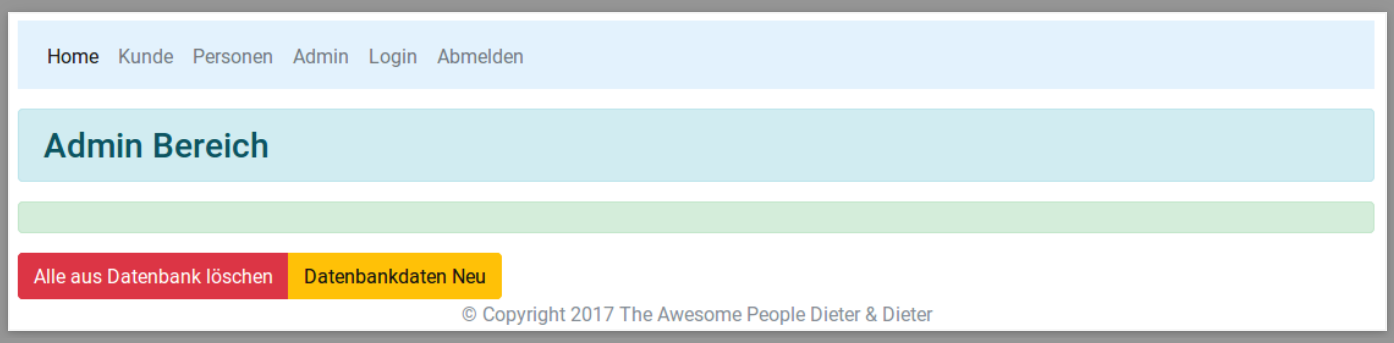 Home Kunde Personen Admin Login Abmelden
Admin Bereich
Alle aus Datenbank löschen Datenbankdaten Neu
© Copyright 2017 The Awesome People Dieter & Dieter